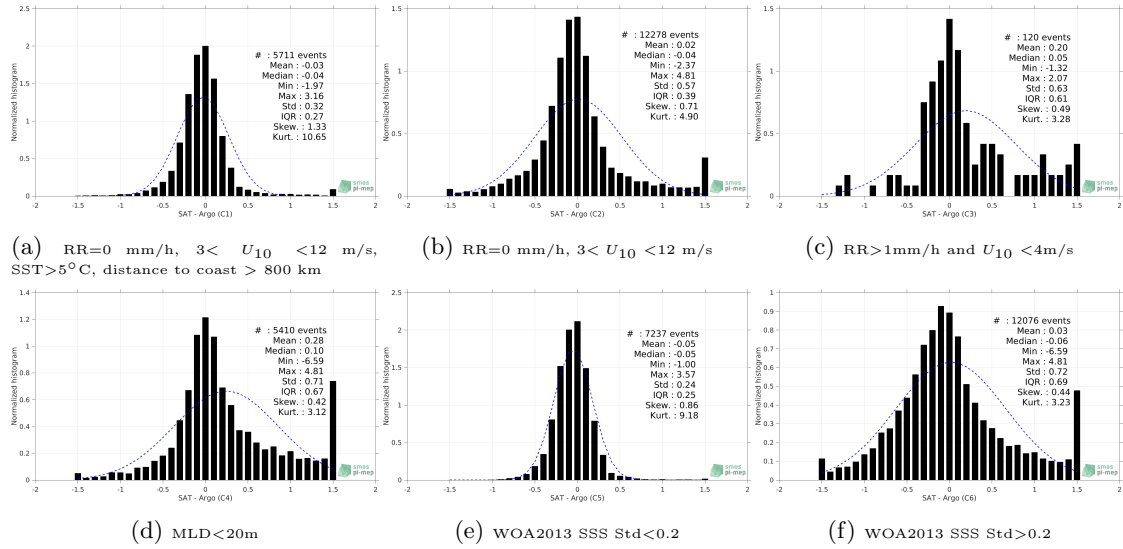 2.5
2
1.5
1
0.5
0
-2 -1.5 -1 -0.5 0 0.5 1 1.5 2
Normalized histogram
SAT - Argo (C1)
# : 5711 events
Mean : -0.03
Median : -0.04
Min : -1.97
Max : 3.16
Std : 0.32
IQR : 0.27
Skew. : 1.33
Kurt. : 10.65
smos
pi-mep
1.5
1
0.5
0
-2 -1.5 -1 -0.5 0 0.5 1 1.5 2
Normalized histogram
SAT - Argo (C2)
# : 12278 events
Mean : 0.02
Median : -0.04
Min : -2.37
Max : 4.81
Std : 0.57
IQR : 0.39
Skew. : 0.71
Kurt. : 4.90
smos
pi-mep
1.5
1
0.5
0
-2 -1.5 -1 -0.5 0 0.5 1 1.5 2
Normalized histogram
SAT - Argo (C3)
# : 120 events
Mean : 0.20
Median : 0.05
Min : -1.32
Max : 2.07
Std : 0.63
IQR : 0.61
Skew. : 0.49
Kurt. : 3.28
smos
pi-mep
(a) RR=0 mm/h, 3< U10 <12 m/s,
SST>5°C, distance to coast > 800 km
(b) RR=0 mm/h, 3< U10 <12 m/s
(c) RR>1mm/h and U10 <4m/s
1.4
1.2
1
0.8
0.6
0.4
0.2
0
-2 -1.5 -1 -0.5 0 0.5 1 1.5 2
Normalized histogram
SAT - Argo (C4)
# : 5410 events
Mean : 0.28
Median : 0.10
Min : -6.59
Max : 4.81
Std : 0.71
IQR : 0.67
Skew. : 0.42
Kurt. : 3.12
smos
pi-mep
2.5
2
1.5
1
0.5
0
-2 -1.5 -1 -0.5 0 0.5 1 1.5 2
Normalized histogram
SAT - Argo (C5)
# : 7237 events
Mean : -0.05
Median : -0.05
Min : -1.00
Max : 3.57
Std : 0.24
IQR : 0.25
Skew. : 0.86
Kurt. : 9.18
smos
pi-mep
1
0.9
0.8
0.7
0.6
0.5
0.4
0.3
0.2
0.1
0
-2 -1.5 -1 -0.5 0 0.5 1 1.5 2
Normalized histogram
SAT - Argo (C6)
# : 12076 events
Mean : 0.03
Median : -0.06
Min : -6.59
Max : 4.81
Std : 0.72
IQR : 0.69
Skew. : 0.44
Kurt. : 3.23
smos
pi-mep
(d) MLD<20m
(e) WOA2013 SSS Std<0.2
(f) WOA2013 SSS Std>0.2